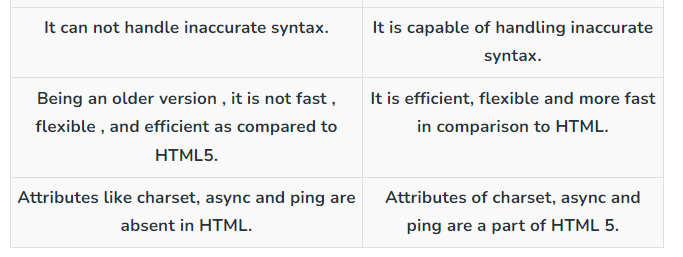 It can not handle inaccurate syntax.
It is capable of handling inaccurate
syntax.
Being an older version , it is not fast ,
flexible , and efficient as compared to
HTML5.
It is efficient, flexible and more fast
in comparison to HTML.
Attributes like charset, async and ping are
absent in HTML.
Attributes of charset, async and
ping are a part of HTML 5.